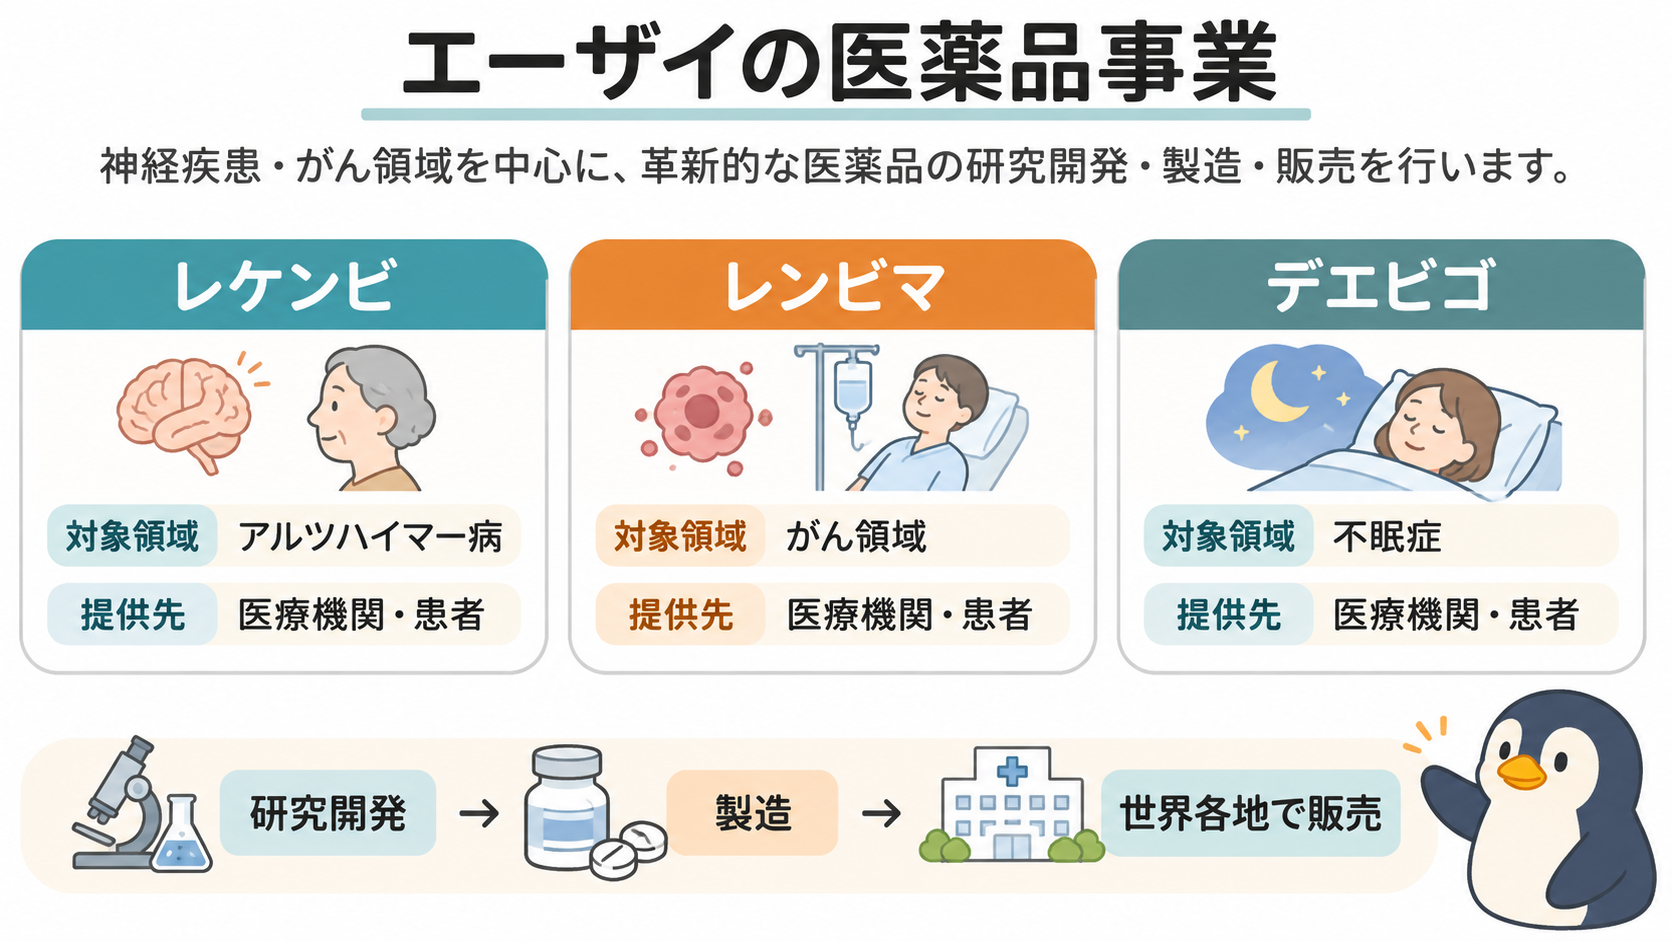 エーザイの医薬品事業
神経疾患・がん領域を中心に、革新的な医薬品の研究開発・製造・販売を行います。
レケンビ
対象領域 アルツハイマー病
提供先 医療機関・患者
レンビマ
対象領域 がん領域
提供先 医療機関・患者
デエビゴ
対象領域 不眠症
提供先 医療機関・患者
研究開発 → 製造 → 世界各地で販売